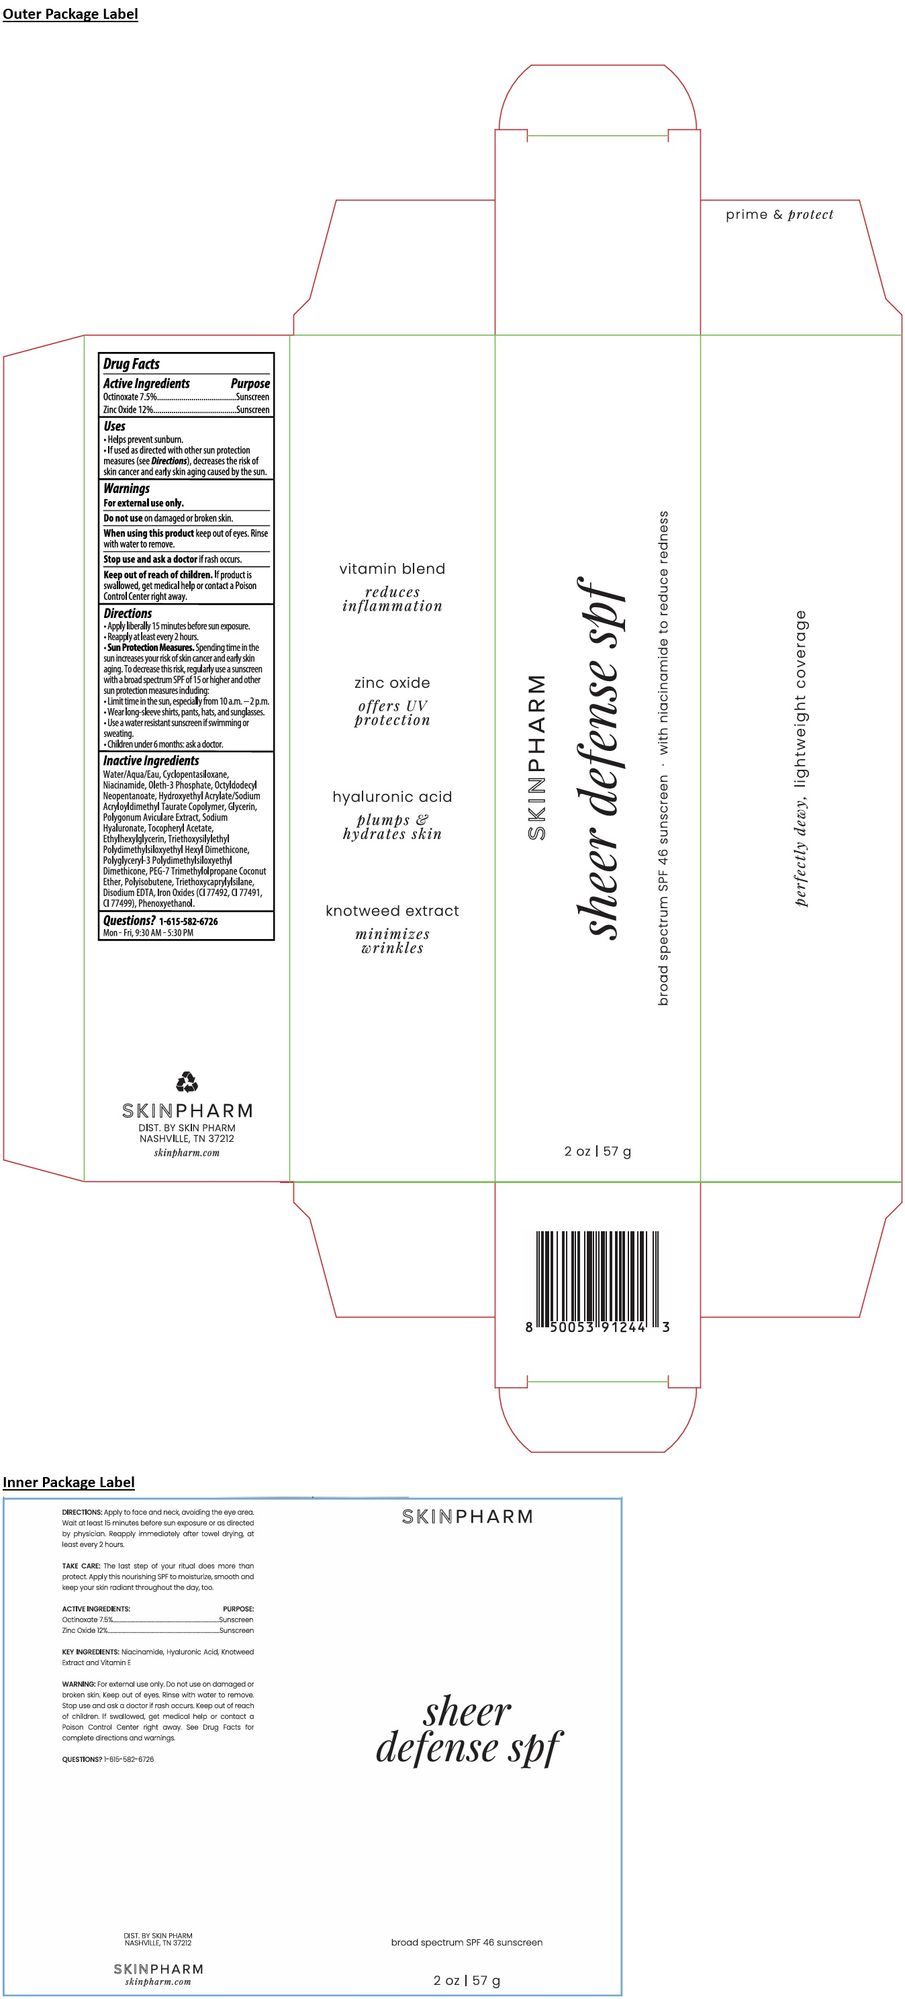 Outer Package Label
prime & protect
Drug Facts
Active Ingredients Purpose
Octinoxate 7.5%.......................................Sunscreen
Zinc Oxide 12%.........................................Sunscreen
Uses
• Helps prevent sunburn.
• If used as directed with other sun protection
measures (see Directions), decreases the risk of
skin cancer and early skin aging caused by the sun.
Warnings
For external use only.
Do not use on damaged or broken skin.
When using this product keep out of eyes. Rinse
with water to remove.
Stop use and ask a doctor if rash occurs.
Keep out of reach of children. If product is
swallowed, get medical help or contact a Poison
Control Center right away.
Directions
• Apply liberally 15 minutes before sun exposure.
• Reapply at least every 2 hours.
• Sun Protection Measures. Spending time in the
sun increases your risk of skin cancer and early skin
aging. To decrease this risk, regularly use a sunscreen
with a broad spectrum SPF of 15 or higher and other
sun protection measures including:
• Limit time in the sun, especially from 10 a.m. – 2 p.m.
• Wear long-sleeve shirts, pants, hats, and sunglasses.
• Use a water resistant sunscreen if swimming or
sweating.
• Children under 6 months: ask a doctor.
Inactive Ingredients
Water/Aqua/Eau, Cyclopentasiloxane,
Niacinamide, Oleth-3 Phosphate, Octyldodecyl
Neopentanoate, Hydroxyethyl Acrylate/Sodium
Acryloyldimethyl Taurate Copolymer, Glycerin,
Polygonum Aviculare Extract, Sodium
Hyaluronate, Tocopheryl Acetate,
Ethylhexylglycerin, Triethoxysilylethyl
Polydimethylsiloxyethyl Hexyl Dimethicone,
Polyglyceryl-3 Polydimethylsiloxyethyl
Dimethicone, PEG-7 Trimethylolpropane Coconut
Ether, Polyisobutene, Triethoxycaprylylsilane,
Disodium EDTA, Iron Oxides (CI 77492, CI 77491,
CI 77499), Phenoxyethanol.
Questions? 1-615-582-6726
Mon - Fri, 9:30 AM - 5:30 PM
SKINPHARM
DIST. BY SKIN PHARM
NASHVILLE, TN 37212
skinpharm.com
vitamin blend
reduces
inflammation
zinc oxide
offers UV
protection
hyaluronic acid
plumps &
hydrates skin
knotweed extract
minimizes
wrinkles
SKINPHARM
sheer defense spf
broad spectrum SPF 46 sunscreen · with niacinamide to reduce redness
2 oz | 57 g
perfectly dewy, lightweight coverage
8 50053 91244 3
Inner Package Label
DIRECTIONS: Apply to face and neck, avoiding the eye area.
Wait at least 15 minutes before sun exposure or as directed
by physician. Reapply immediately after towel drying, at
least every 2 hours.
TAKE CARE: The last step of your ritual does more than
protect. Apply this nourishing SPF to moisturize, smooth and
keep your skin radiant throughout the day, too.
ACTIVE INGREDIENTS: PURPOSE:
Octinoxate 7.5%.......................................Sunscreen
Zinc Oxide 12%.........................................Sunscreen
KEY INGREDIENTS: Niacinamide, Hyaluronic Acid, Knotweed
Extract and Vitamin E
WARNING: For external use only. Do not use on damaged or
broken skin. Keep out of eyes. Rinse with water to remove.
Stop use and ask a doctor if rash occurs. Keep out of reach
of children. If swallowed, get medical help or contact a
Poison Control Center right away. See Drug Facts for
complete directions and warnings.
QUESTIONS? 1-615-582-6726
DIST. BY SKIN PHARM
NASHVILLE, TN 37212
SKINPHARM
skinpharm.com
SKINPHARM
sheer
defense spf
broad spectrum SPF 46 sunscreen
2 oz | 57 g